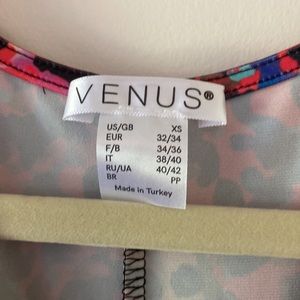 VENUS®
US/GB XS
EUR 32/34
F/B 34/36
IT 38/40
RU/UA 40/42
BR PP
Made in Turkey